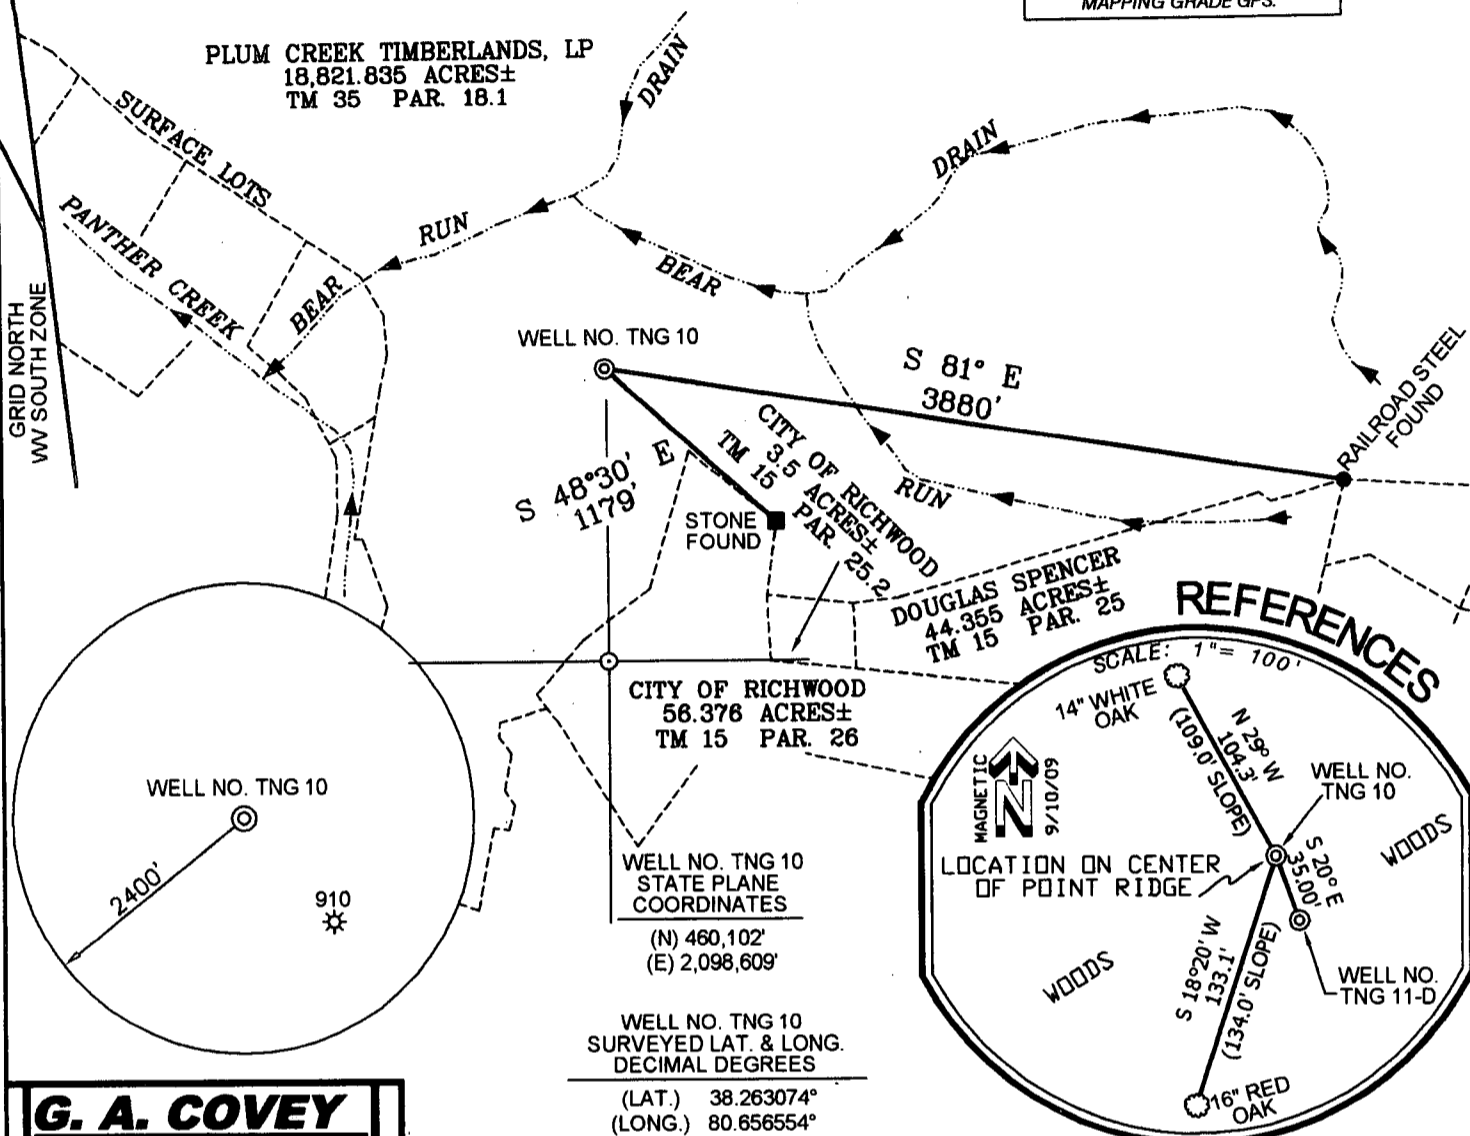 MAPPING GRADE GPS.
PLUM CREEK TIMBERLANDS, LP
18,821.835 ACRES±
TM 35 PAR. 18.1
DRAIN
DRAIN
SURFACE LOTS
PANTHER CREEK
RUN
BEAR
BEAR
GRID NORTH
WV SOUTH ZONE
WELL NO. TNG 10
S 81° E
3880'
RAILROAD STEEL
FOUND
S 48°30' E
1179'
CITY OF RICHWOOD
3.5 ACRES±
TM 15 PAR. 25.2
RUN
STONE
FOUND
DOUGLAS SPENCER
44.355 ACRES±
TM 15 PAR. 25
CITY OF RICHWOOD
56.376 ACRES±
TM 15 PAR. 26
WELL NO. TNG 10
2400'
910
WELL NO. TNG 10
STATE PLANE
COORDINATES
(N) 460,102'
(E) 2,098,609'
WELL NO. TNG 10
SURVEYED LAT. & LONG.
DECIMAL DEGREES
(LAT.) 38.263074°
(LONG.) 80.656554°
REFERENCES
SCALE: 1"= 100'
14" WHITE
OAK
N 29° W
104.3'
(109.0' SLOPE)
MAGNETIC
N
9/10/09
WELL NO.
TNG 10
WOODS
LOCATION ON CENTER
OF POINT RIDGE
S 20° E
35.00'
S 18°20' W
133.1'
(134.0' SLOPE)
WOODS
WELL NO.
TNG 11-D
16" RED
OAK
G. A. COVEY